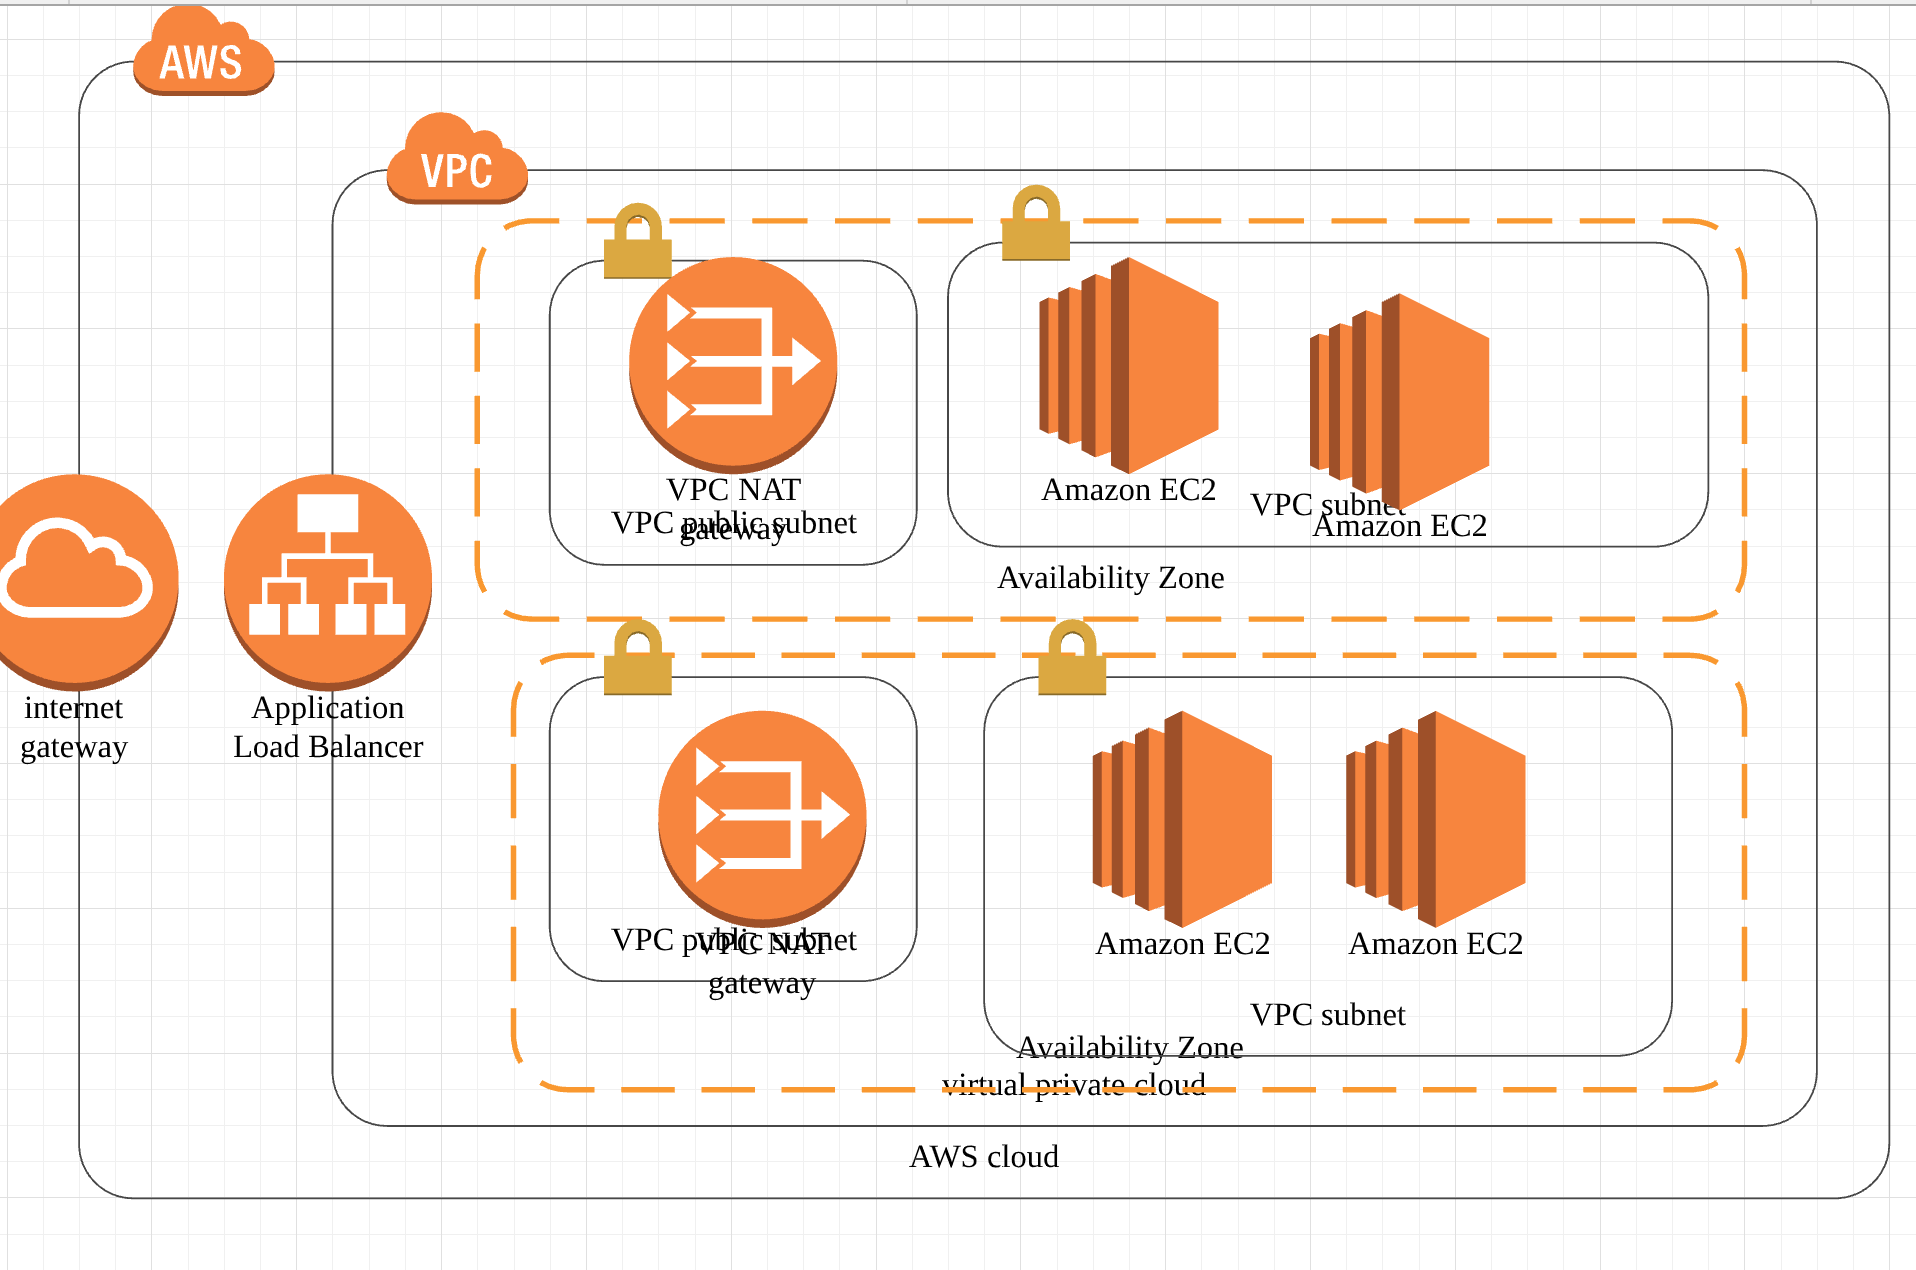 AWS
VPC
VPC NAT
gateway
VPC public subnet
Amazon EC2
VPC subnet
Amazon EC2
Availability Zone
internet
gateway
Application
Load Balancer
VPC public subnet
VPC NAT
gateway
Amazon EC2
Amazon EC2
VPC subnet
Availability Zone
virtual private cloud
AWS cloud